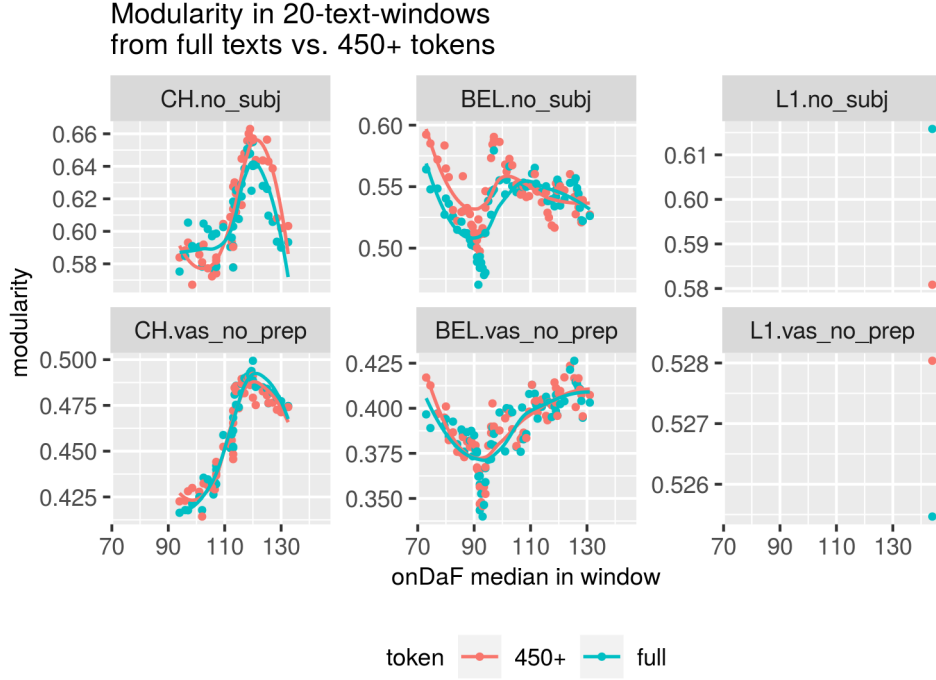 Modularity in 20-text-windows
from full texts vs. 450+ tokens
CH.no_subj
BEL.no_subj
L1.no_subj
0.66
0.64
0.62
0.60
0.58
0.60
0.55
0.50
0.61
0.60
0.59
0.58
modularity
CH.vas_no_prep
BEL.vas_no_prep
L1.vas_no_prep
0.500
0.475
0.450
0.425
0.425
0.400
0.375
0.350
0.528
0.527
0.526
70 90 110 130
70 90 110 130
70 90 110 130
onDaF median in window
token 450+ full